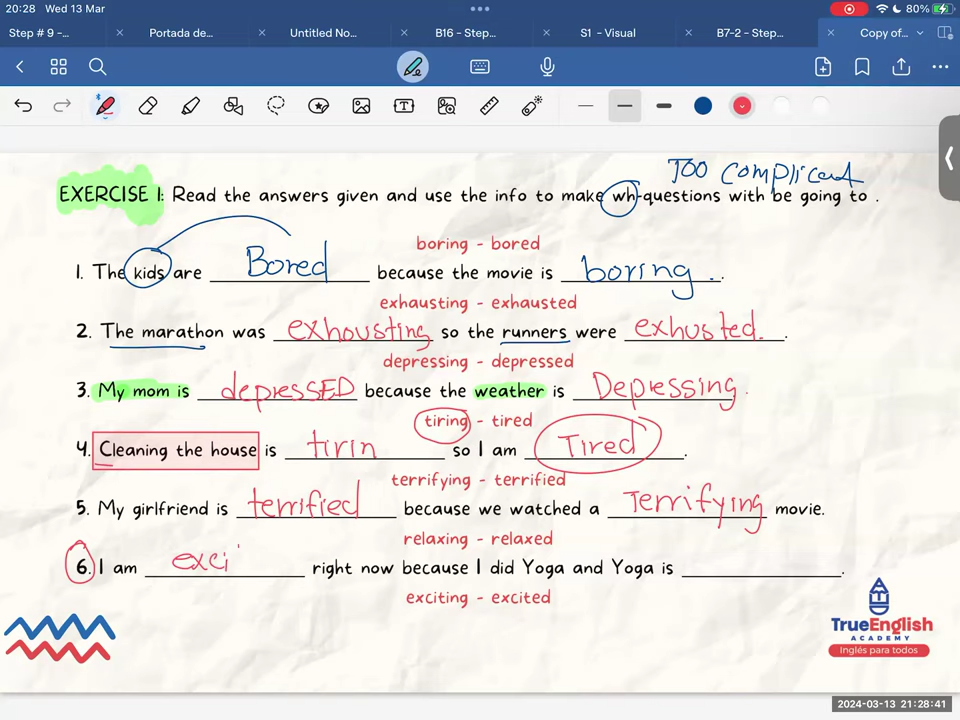 20:28 Wed 13 Mar
80%
Step # 9 –...
Portada de...
Untitled No...
B16 - Step...
S1 - Visual
B7-2 - Step...
Copy of...
TOO complicat
EXERCISE 1: Read the answers given and use the info to make wh-questions with be going to .
boring - bored
1. The kids are Bored because the movie is boring .
exhausting - exhausted
2. The marathon was exhousting so the runners were exhusted.
depressing - depressed
3. My mom is depressED because the weather is Depressing .
tiring - tired
4. Cleaning the house is tirin so I am Tired .
terrifying - terrified
5. My girlfriend is terrified because we watched a Terrifying movie.
relaxing - relaxed
6. I am exci right now because I did Yoga and Yoga is ____________.
exciting - excited
TrueEnglish
ACADEMY
Inglés para todos
2024-03-13 21:28:41